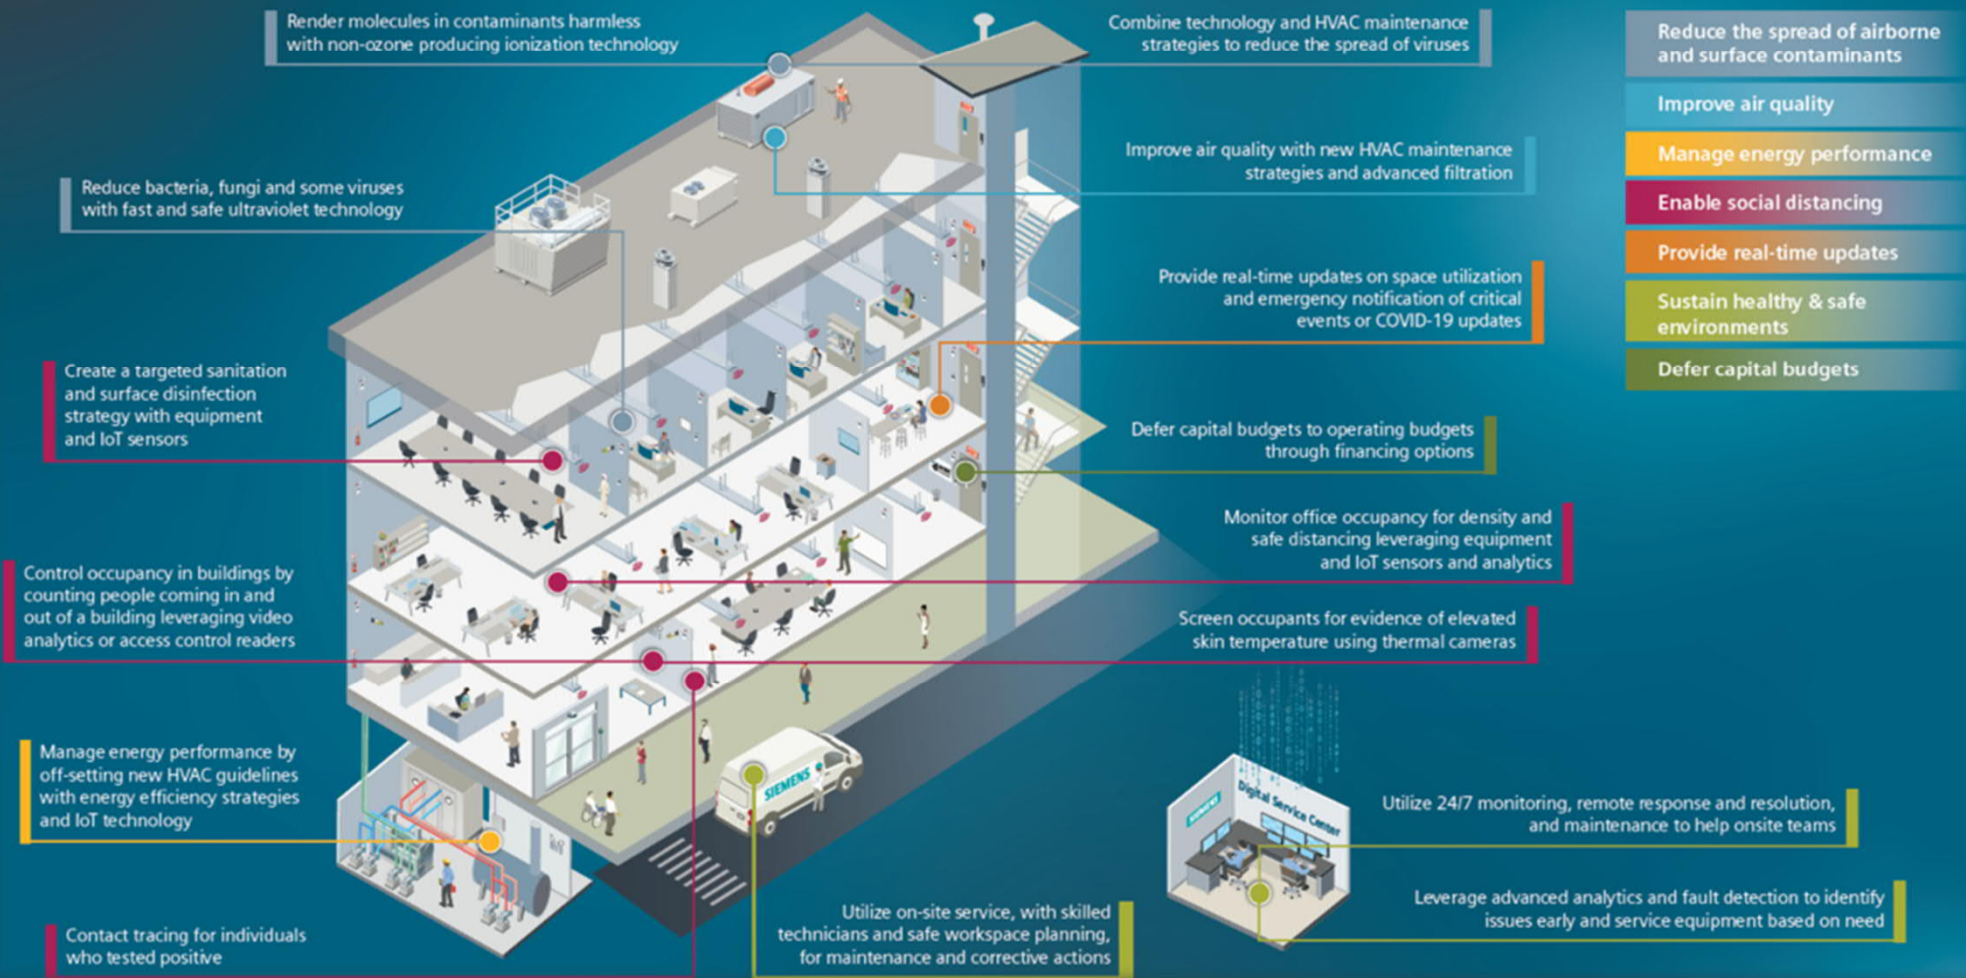 Render molecules in contaminants harmless
with non-ozone producing ionization technology
Combine technology and HVAC maintenance
strategies to reduce the spread of viruses
Reduce the spread of airborne
and surface contaminants
Improve air quality
Manage energy performance
Enable social distancing
Provide real-time updates
Sustain healthy & safe
environments
Defer capital budgets
Improve air quality with new HVAC maintenance
strategies and advanced filtration
Reduce bacteria, fungi and some viruses
with fast and safe ultraviolet technology
Provide real-time updates on space utilization
and emergency notification of critical
events or COVID-19 updates
Create a targeted sanitation
and surface disinfection
strategy with equipment
and IoT sensors
Defer capital budgets to operating budgets
through financing options
Monitor office occupancy for density and
safe distancing leveraging equipment
and IoT sensors and analytics
Control occupancy in buildings by
counting people coming in and
out of a building leveraging video
analytics or access control readers
Screen occupants for evidence of elevated
skin temperature using thermal cameras
Manage energy performance by
off-setting new HVAC guidelines
with energy efficiency strategies
and IoT technology
SIEMENS
SIEMENS
Digital Service Center
Utilize 24/7 monitoring, remote response and resolution,
and maintenance to help onsite teams
Leverage advanced analytics and fault detection to identify
issues early and service equipment based on need
Utilize on-site service, with skilled
technicians and safe workspace planning,
for maintenance and corrective actions
Contact tracing for individuals
who tested positive